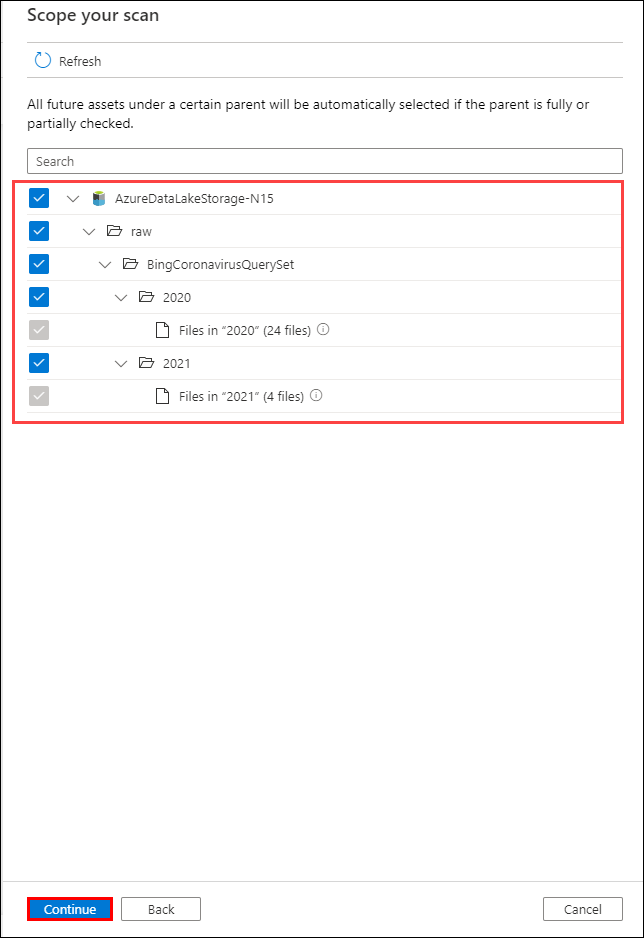 Scope your scan
Refresh
All future assets under a certain parent will be automatically selected if the parent is fully or
partially checked.
Search
AzureDataLakeStorage-N15
raw
BingCoronavirusQuerySet
2020
Files in “2020” (24 files)
2021
Files in “2021” (4 files)
Continue
Back
Cancel